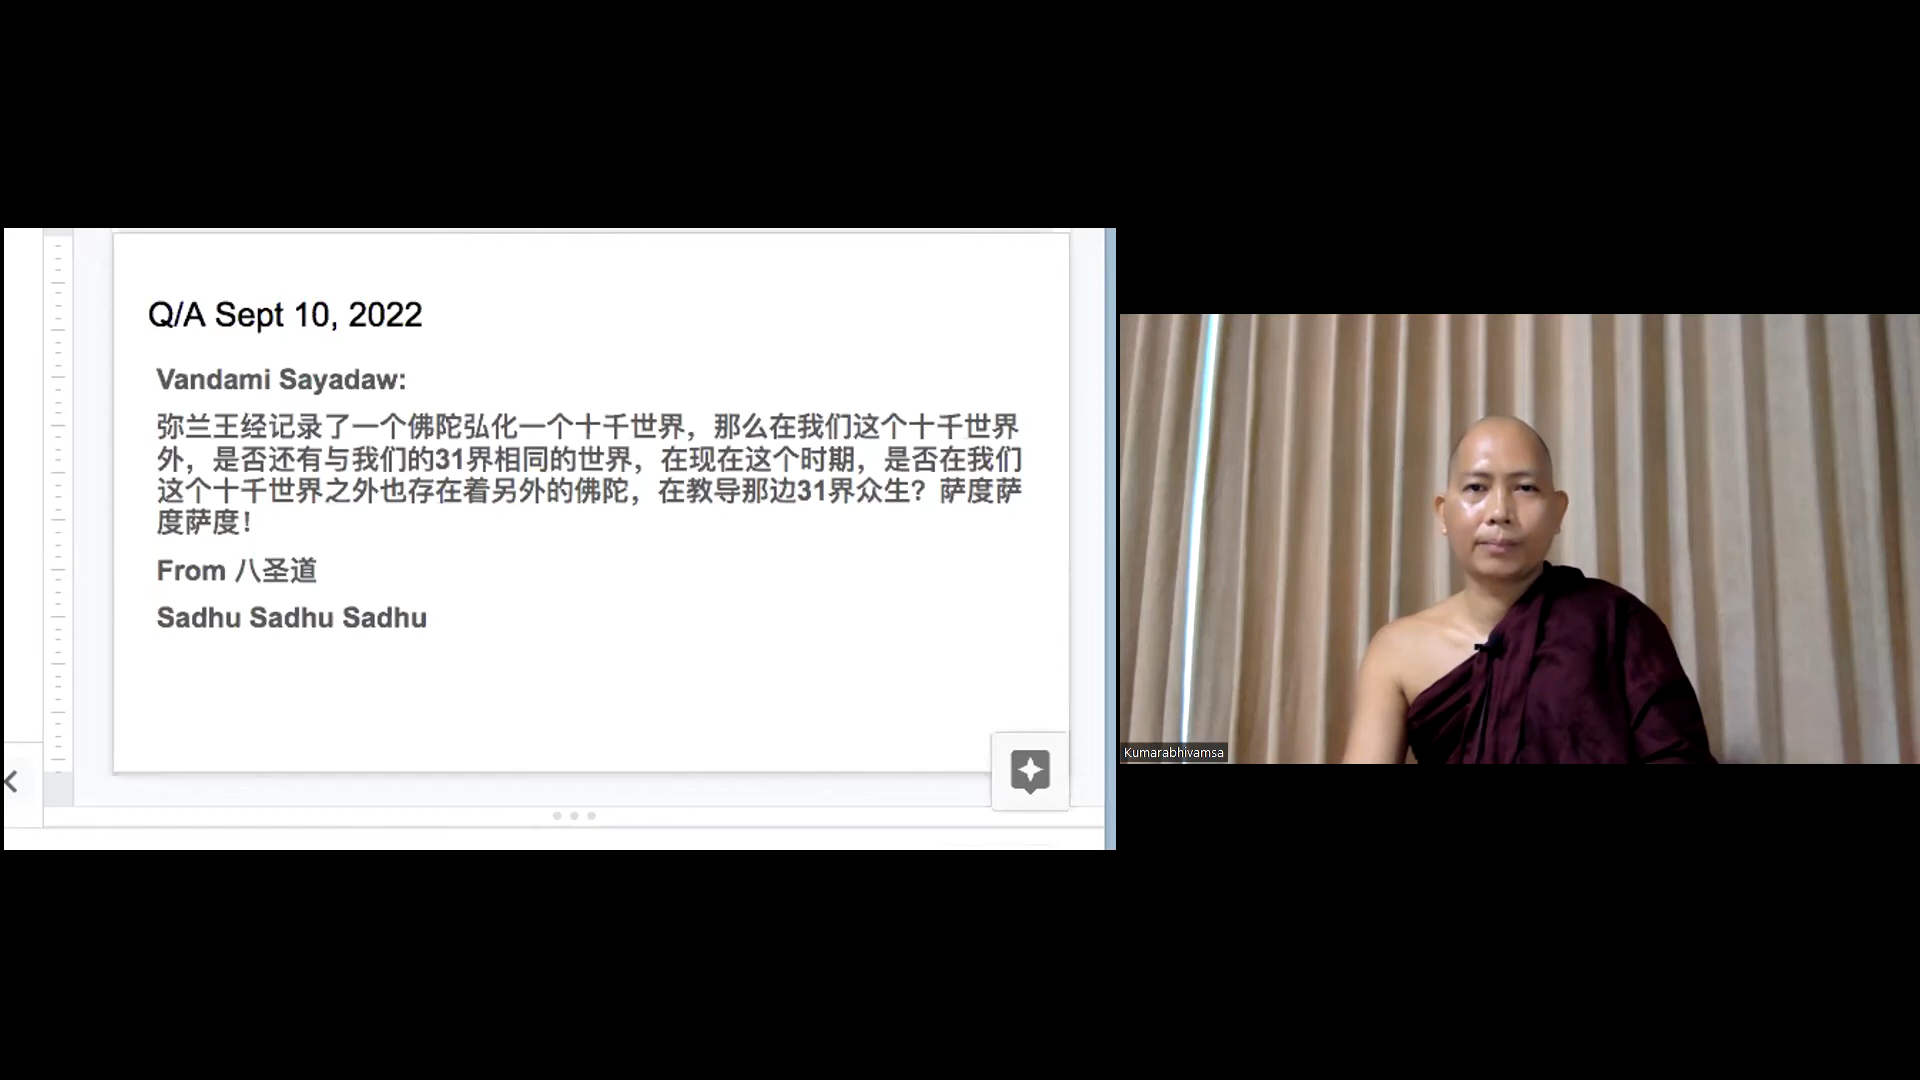 Q/A Sept 10, 2022
Vandami Sayadaw:
弥兰王经记录了一个佛陀弘化一个十千世界，那么在我们这个十千世界
外，是否还有与我们的31界相同的世界，在现在这个时期，是否在我们
这个十千世界之外也存在着另外的佛陀，在教导那边31界众生？萨度萨
度萨度！
From 八圣道
Sadhu Sadhu Sadhu
Kumarabhivamsa